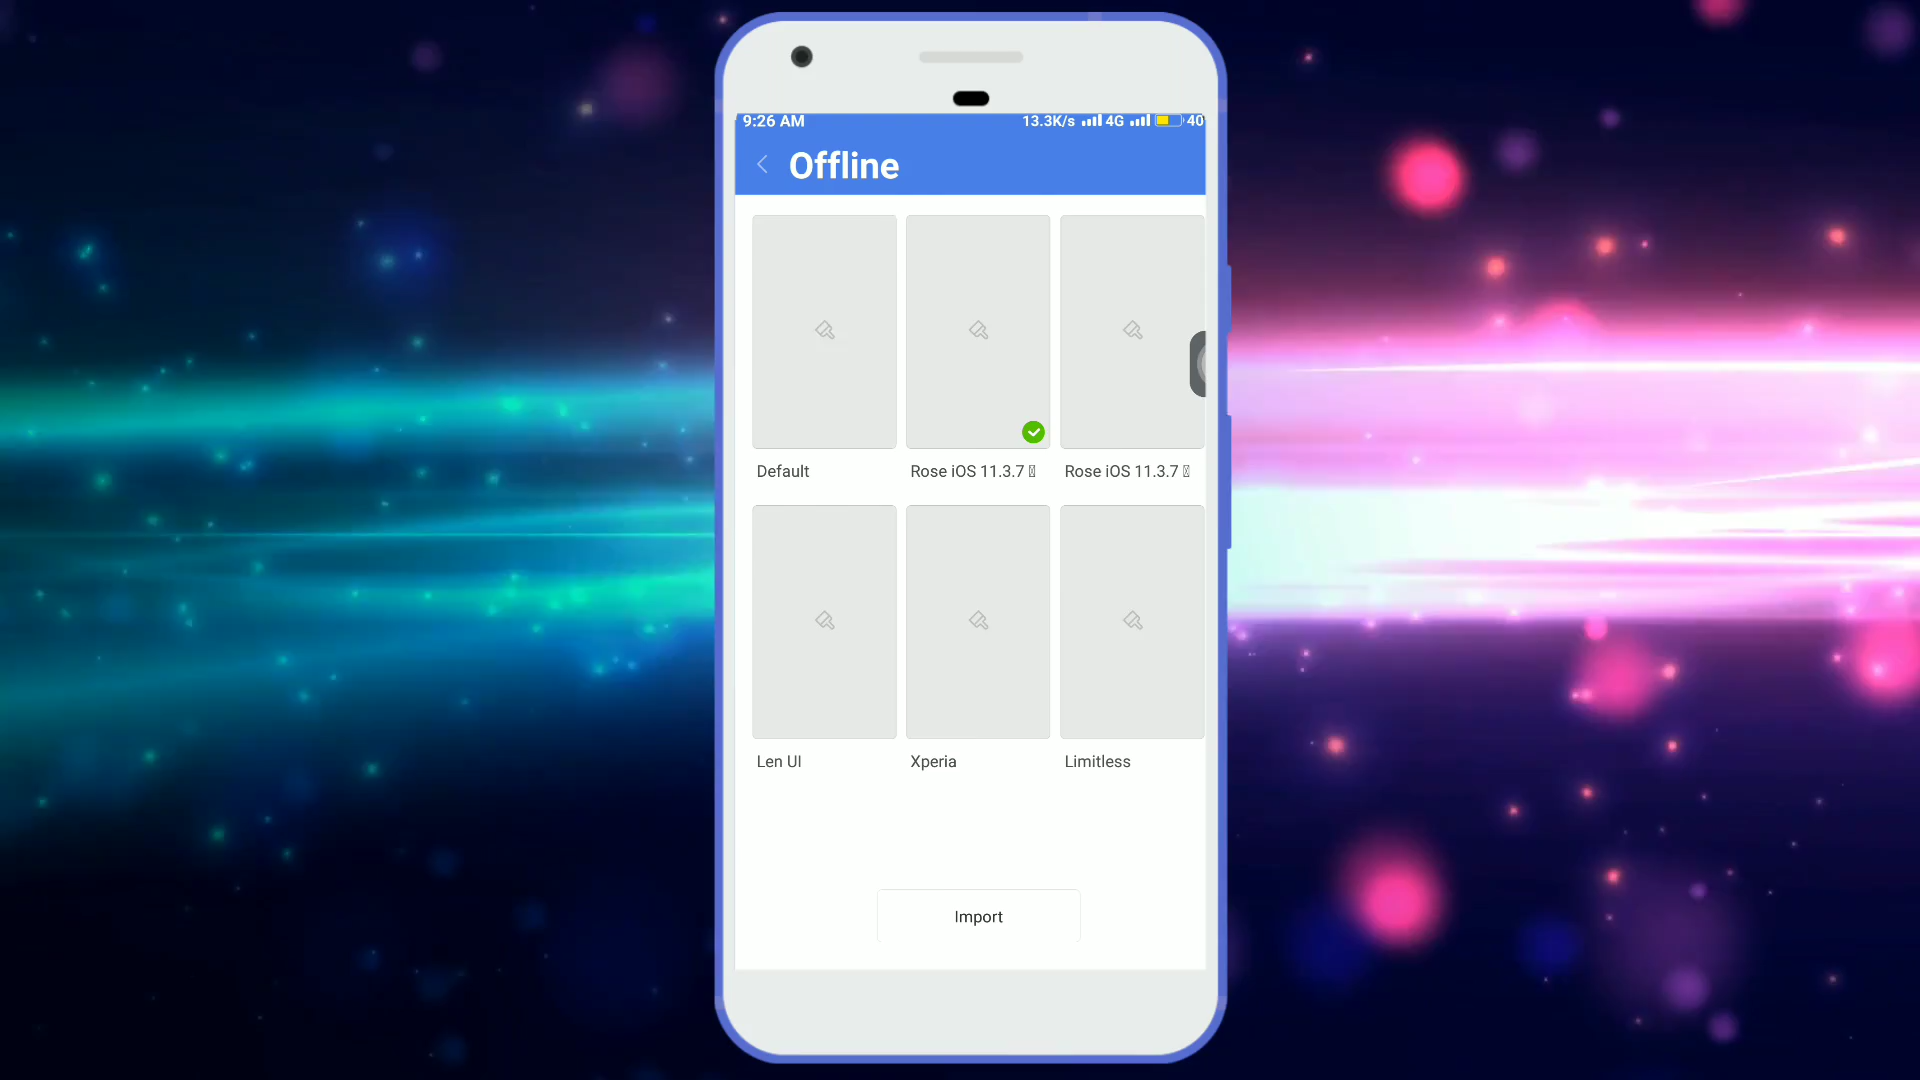 9:26 AM 13.3K/s 4G 40
Offline
Default
Rose iOS 11.3.7
Rose iOS 11.3.7
Len UI
Xperia
Limitless
Import